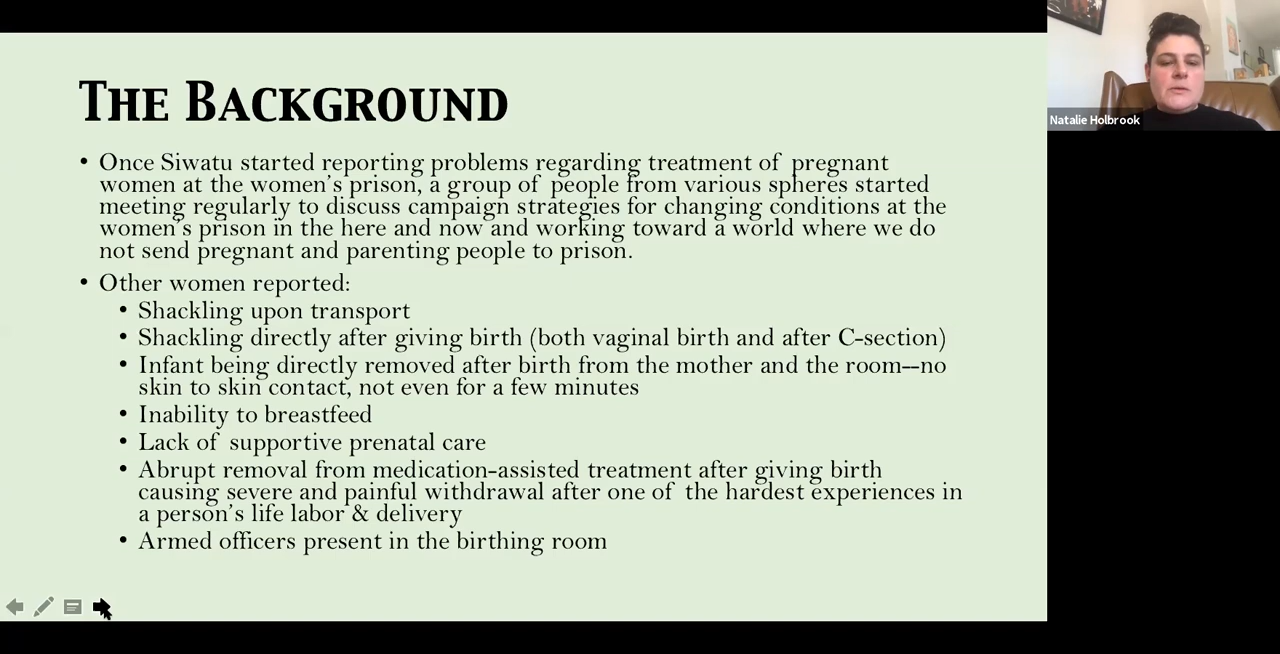 The Background
• Once Siwatu started reporting problems regarding treatment of pregnant
women at the women's prison, a group of people from various spheres started
meeting regularly to discuss campaign strategies for changing conditions at the
women's prison in the here and now and working toward a world where we do
not send pregnant and parenting people to prison.
• Other women reported:
• Shackling upon transport
• Shackling directly after giving birth (both vaginal birth and after C-section)
• Infant being directly removed after birth from the mother and the room--no
skin to skin contact, not even for a few minutes
• Inability to breastfeed
• Lack of supportive prenatal care
• Abrupt removal from medication-assisted treatment after giving birth
causing severe and painful withdrawal after one of the hardest experiences in
a person's life labor & delivery
• Armed officers present in the birthing room
Natalie Holbrook